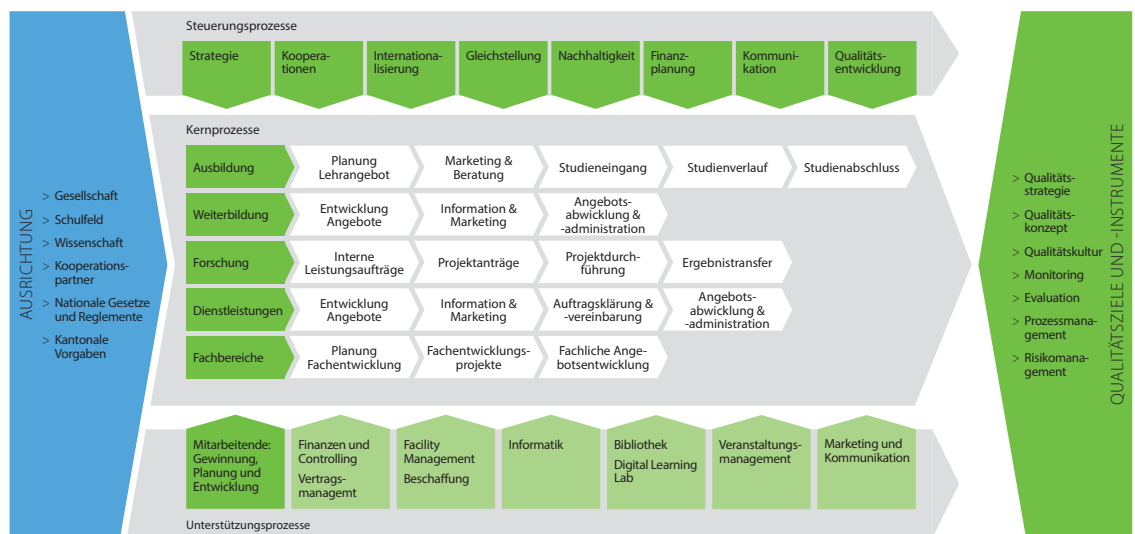 Steuerungsprozesse
Strategie
Koopera-
tionen
Internationa-
lisierung
Gleichstellung
Nachhaltigkeit
Finanz-
planung
Kommuni-
kation
Qualitäts-
entwicklung
AUSRICHTUNG
> Gesellschaft
> Schulfeld
> Wissenschaft
> Kooperations-
partner
> Nationale Gesetze
und Reglemente
> Kantonale
Vorgaben
Kernprozesse
Ausbildung
Planung
Lehrangebot
Marketing &
Beratung
Studieneingang
Studienverlauf
Studienabschluss
Weiterbildung
Entwicklung
Angebote
Information &
Marketing
Angebots-
abwicklung &
-administration
Forschung
Interne
Leistungsaufträge
Projektanträge
Projektdurch-
führung
Ergebnistransfer
Dienstleistungen
Entwicklung
Angebote
Information &
Marketing
Auftragsklärung &
-vereinbarung
Angebots-
abwicklung &
-administration
Fachbereiche
Planung
Fachentwicklung
Fachentwicklungs-
projekte
Fachliche Ange-
botsentwicklung
Mitarbeitende:
Gewinnung,
Planung und
Entwicklung
Finanzen und
Controlling
Vertrags-
managemt
Facility
Management
Beschaffung
Informatik
Bibliothek
Digital Learning
Lab
Veranstaltungs-
management
Marketing und
Kommunikation
Unterstützungsprozesse
> Qualitäts-
strategie
> Qualitäts-
konzept
> Qualitätskultur
> Monitoring
> Evaluation
> Prozessmana-
gement
> Risikomana-
gement
QUALITÄTSZIELE UND -INSTRUMENTE